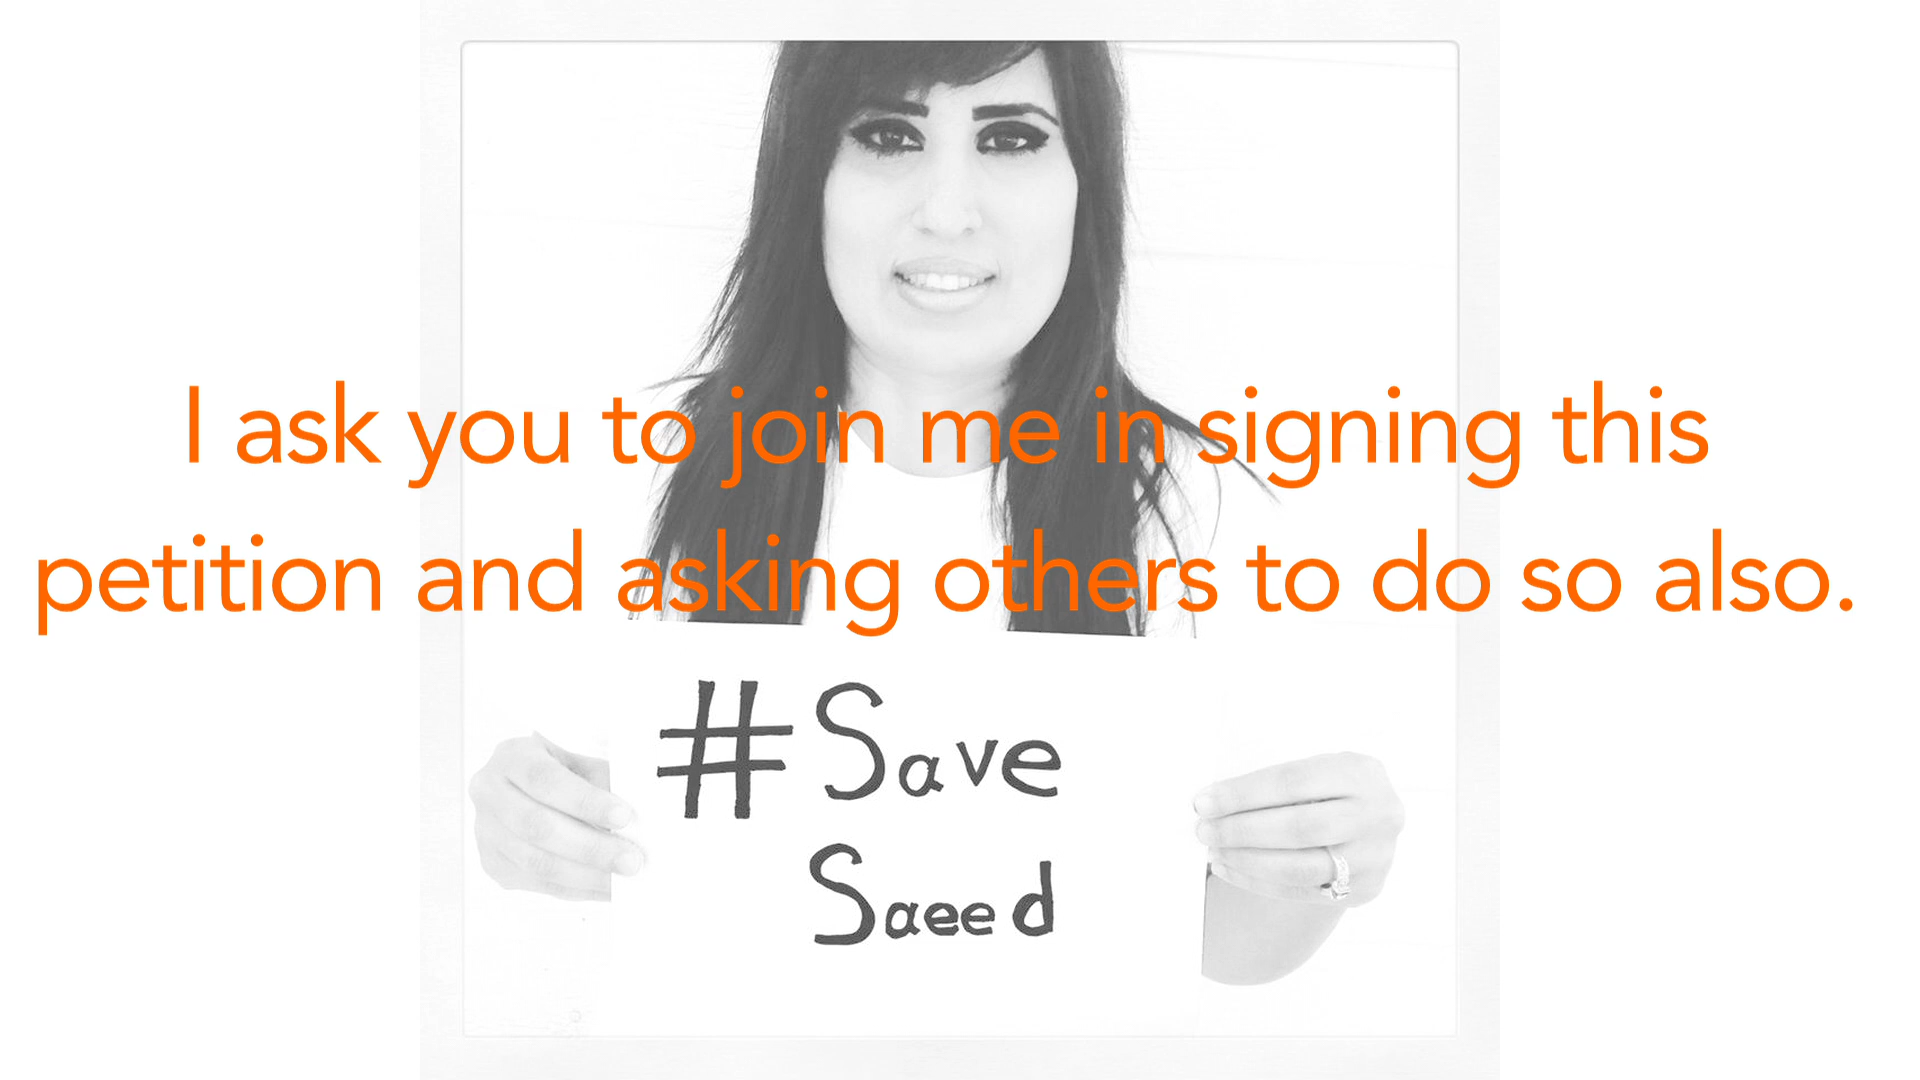 I ask you to join me in signing this
petition and asking others to do so also.
#Save
Saeed